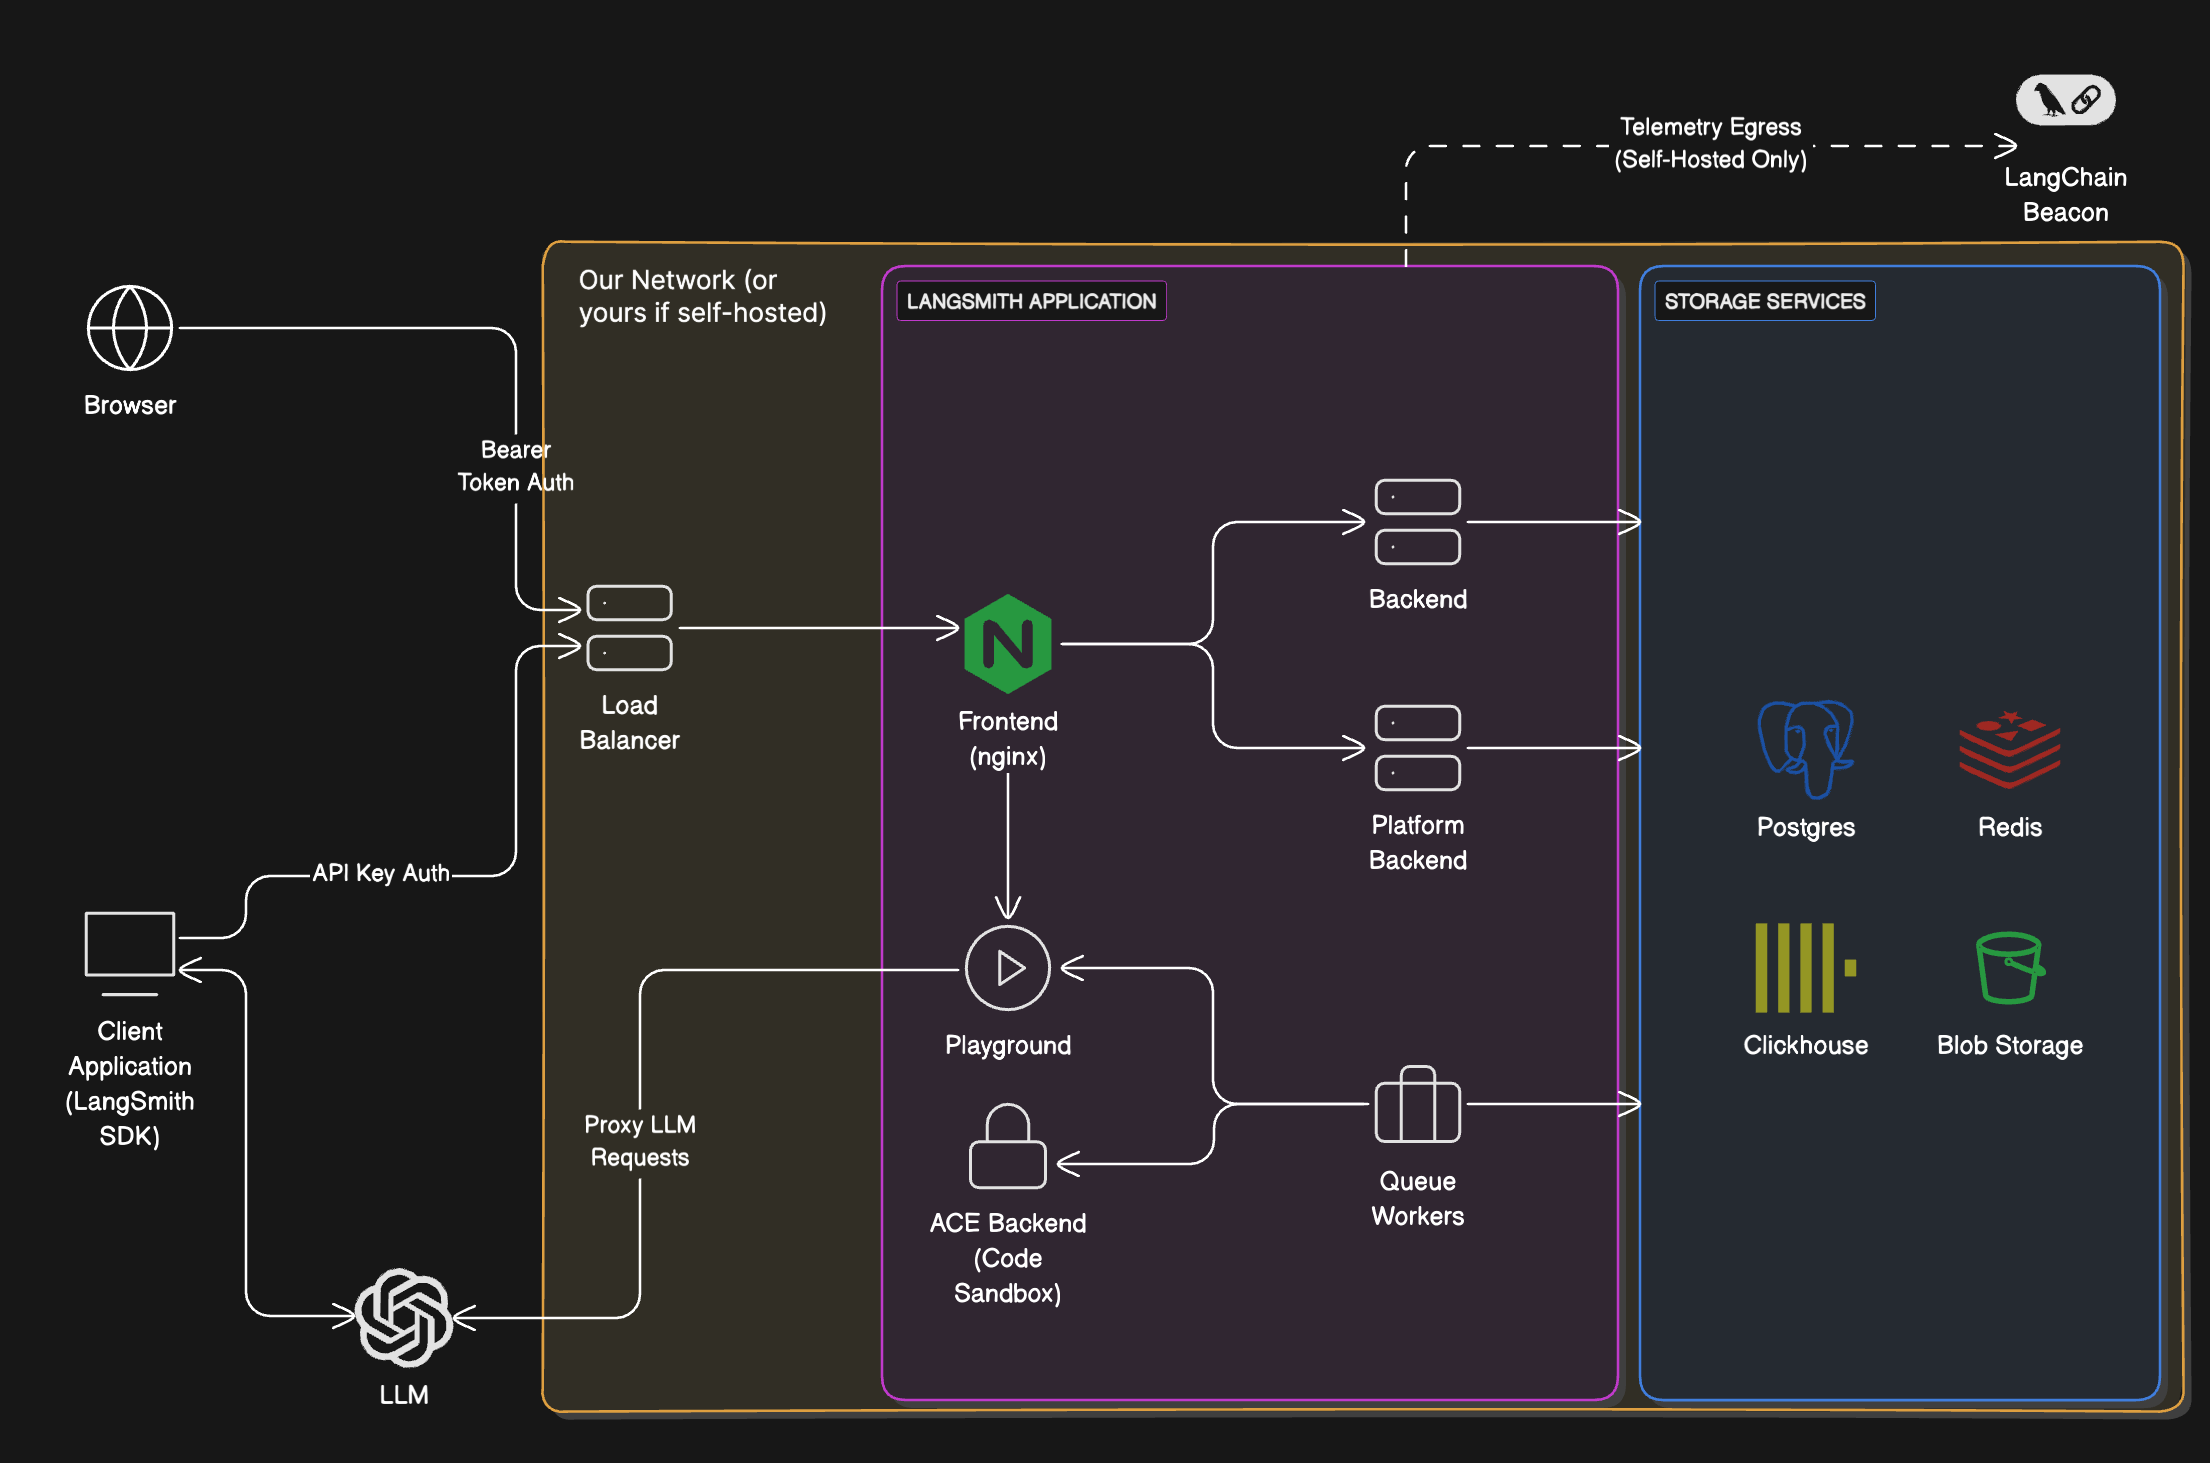 Telemetry Egress
(Self-Hosted Only)
LangChain
Beacon
Our Network (or
yours if self-hosted)
LANGSMITH APPLICATION
STORAGE SERVICES
Browser
Bearer
Token Auth
Load
Balancer
API Key Auth
Client
Application
(LangSmith
SDK)
LLM
Proxy LLM
Requests
Frontend
(nginx)
Playground
ACE Backend
(Code
Sandbox)
Backend
Platform
Backend
Queue
Workers
Postgres
Redis
Clickhouse
Blob Storage